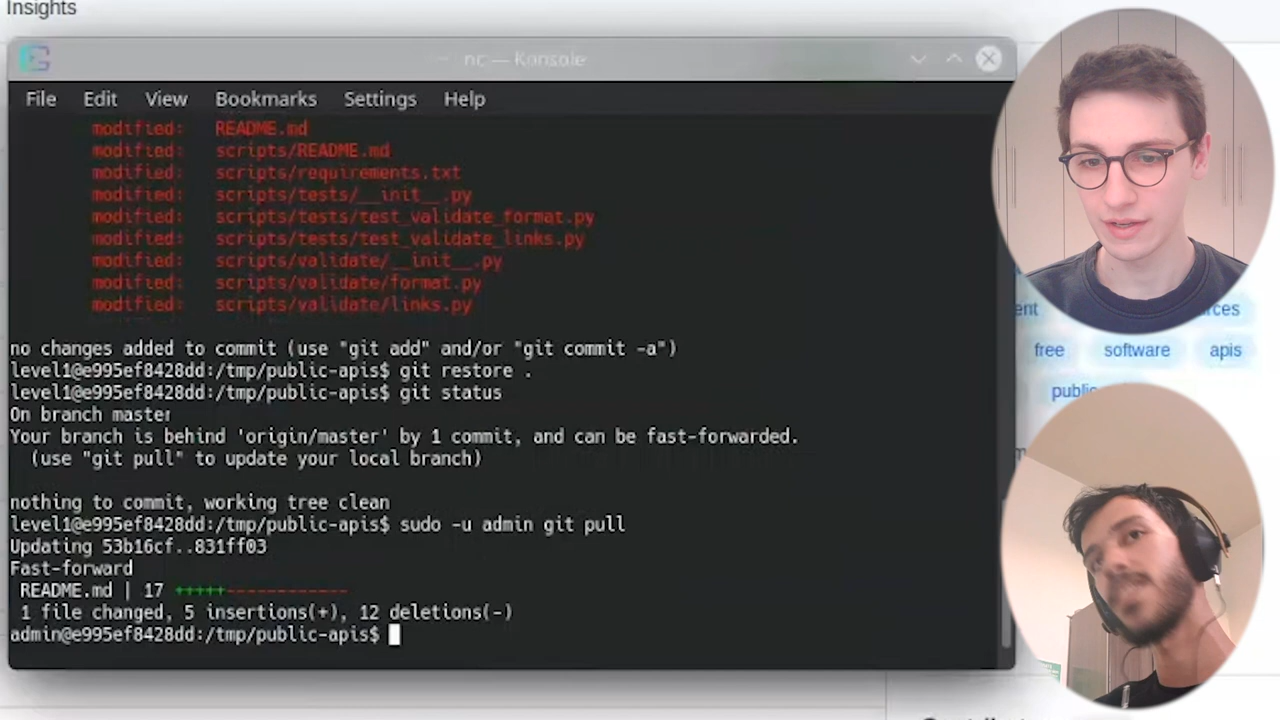 Insights
nc — Konsole
File Edit View Bookmarks Settings Help
modified: README.md
modified: scripts/README.md
modified: scripts/requirements.txt
modified: scripts/tests/__init__.py
modified: scripts/tests/test_validate_format.py
modified: scripts/tests/test_validate_links.py
modified: scripts/validate/__init__.py
modified: scripts/validate/format.py
modified: scripts/validate/links.py
no changes added to commit (use "git add" and/or "git commit -a")
level1@e995ef8428dd:/tmp/public-apis$ git restore .
level1@e995ef8428dd:/tmp/public-apis$ git status
On branch master
Your branch is behind 'origin/master' by 1 commit, and can be fast-forwarded.
(use "git pull" to update your local branch)
nothing to commit, working tree clean
level1@e995ef8428dd:/tmp/public-apis$ sudo -u admin git pull
Updating 53b16cf..831ff03
Fast-forward
README.md | 17 +++++------------
1 file changed, 5 insertions(+), 12 deletions(-)
admin@e995ef8428dd:/tmp/public-apis$
free software apis